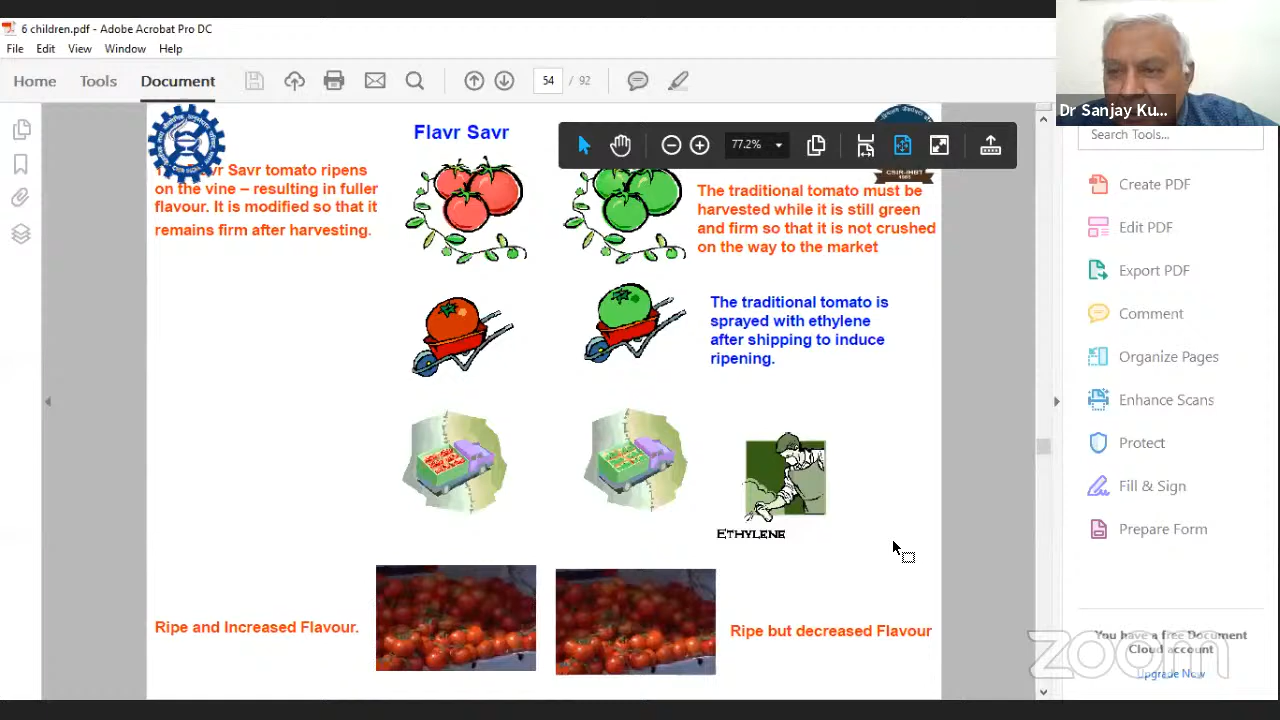 6 children.pdf - Adobe Acrobat Pro DC
File Edit View Window Help
Home Tools Document 54 / 92
Dr Sanjay Ku...
Search Tools...
77.2%
Flavr Savr
CSIR-IHBT
r Savr tomato ripens
on the vine – resulting in fuller
flavour. It is modified so that it
remains firm after harvesting.
The traditional tomato must be
harvested while it is still green
and firm so that it is not crushed
on the way to the market
The traditional tomato is
sprayed with ethylene
after shipping to induce
ripening.
ETHYLENE
Ripe and Increased Flavour.
Ripe but decreased Flavour
Create PDF
Edit PDF
Export PDF
Comment
Organize Pages
Enhance Scans
Protect
Fill & Sign
Prepare Form
You have a free Document
Cloud account
Upgrade Now
zoom